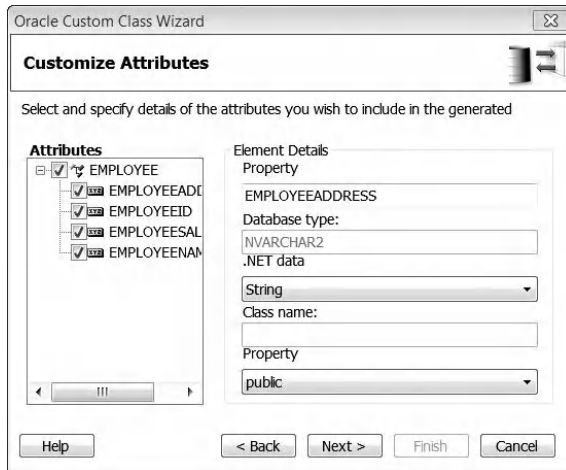 Oracle Custom Class Wizard
Customize Attributes
Select and specify details of the attributes you wish to include in the generated
Attributes
EMPLOYEE
EMPLOYEEADD
EMPLOYEEID
EMPLOYEESAL
EMPLOYEENAM
Element Details
Property
EMPLOYEEADDRESS
Database type:
NVARCHAR2
.NET data
String
Class name:
Property
public
Help
< Back
Next >
Finish
Cancel